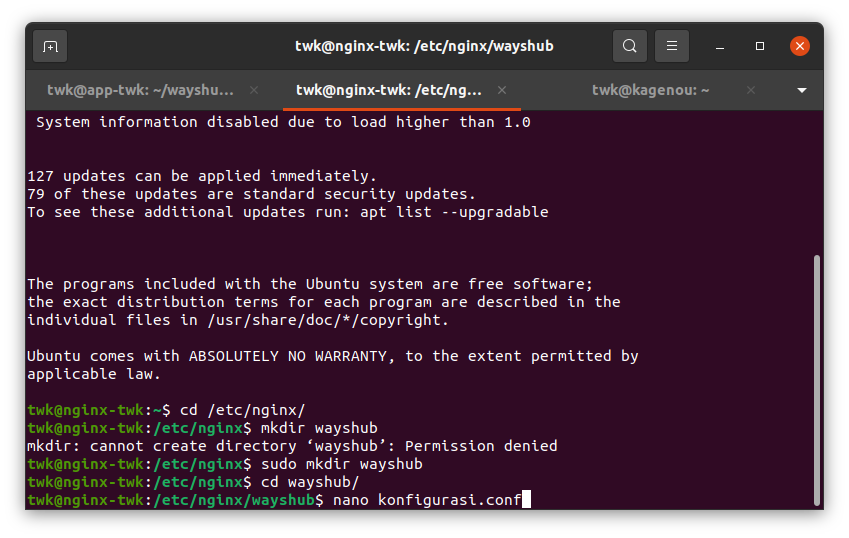 twk@nginx-twk: /etc/nginx/wayshub
twk@app-twk: ~/wayshu...
twk@nginx-twk: /etc/ng...
twk@kagenou: ~
System information disabled due to load higher than 1.0
127 updates can be applied immediately.
79 of these updates are standard security updates.
To see these additional updates run: apt list --upgradable
The programs included with the Ubuntu system are free software;
the exact distribution terms for each program are described in the
individual files in /usr/share/doc/*/copyright.
Ubuntu comes with ABSOLUTELY NO WARRANTY, to the extent permitted by
applicable law.
twk@nginx-twk:~$ cd /etc/nginx/
twk@nginx-twk:/etc/nginx$ mkdir wayshub
mkdir: cannot create directory ‘wayshub’: Permission denied
twk@nginx-twk:/etc/nginx$ sudo mkdir wayshub
twk@nginx-twk:/etc/nginx$ cd wayshub/
twk@nginx-twk:/etc/nginx/wayshub$ nano konfigurasi.conf